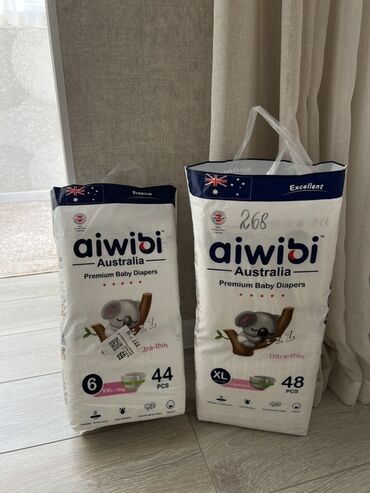 Premium
aiwibi
Australia
Premium Baby Diapers
Ultra-thin
6
XXL
44
PCS
Excellent
268
aiwibi
Australia
Premium Baby Diapers
Ultra-thin
XL
48
PCS